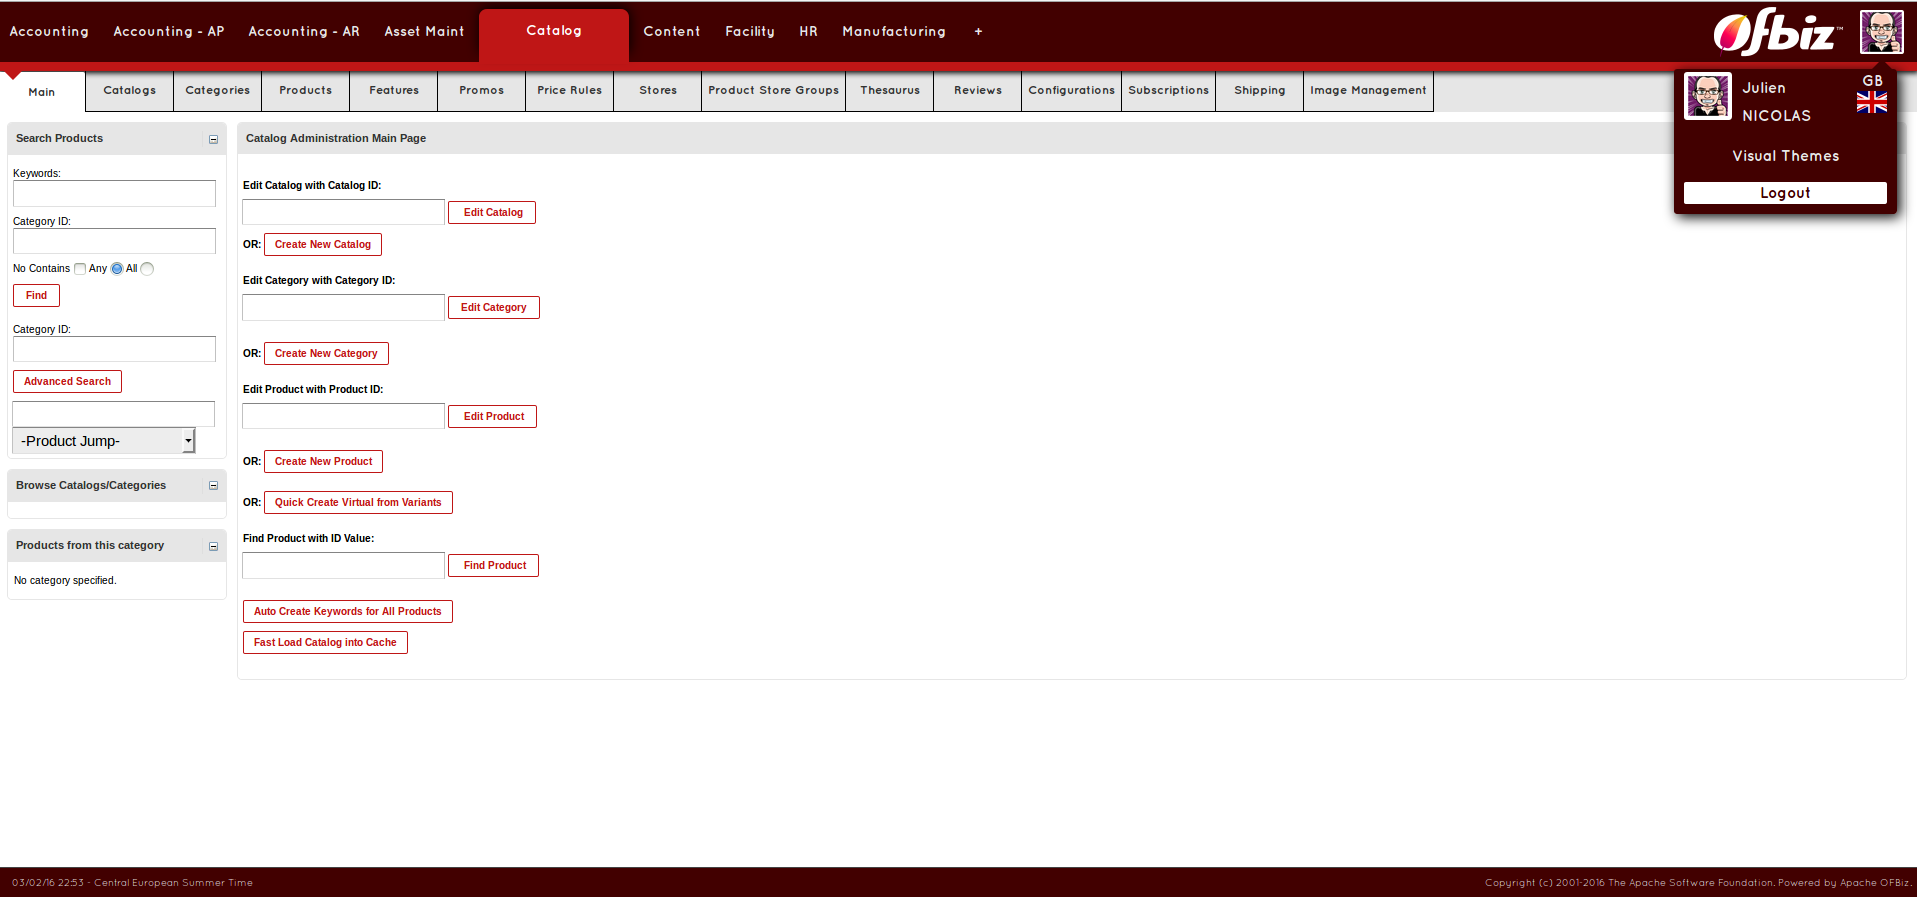 Accounting Accounting - AP Accounting - AR Asset Maint Catalog Content Facility HR Manufacturing + Ofbiz™
Main Catalogs Categories Products Features Promos Price Rules Stores Product Store Groups Thesaurus Reviews Configurations Subscriptions Shipping Image Management
Julien
NICOLAS
GB
Visual Themes
Logout
Search Products
Keywords:
Category ID:
No Contains Any All
Find
Category ID:
Advanced Search
-Product Jump-
Browse Catalogs/Categories
Products from this category
No category specified.
Catalog Administration Main Page
Edit Catalog with Catalog ID:
Edit Catalog
OR: Create New Catalog
Edit Category with Category ID:
Edit Category
OR: Create New Category
Edit Product with Product ID:
Edit Product
OR: Create New Product
OR: Quick Create Virtual from Variants
Find Product with ID Value:
Find Product
Auto Create Keywords for All Products
Fast Load Catalog into Cache
03/02/16 22:53 - Central European Summer Time
Copyright (c) 2001-2016 The Apache Software Foundation. Powered by Apache OFBiz.